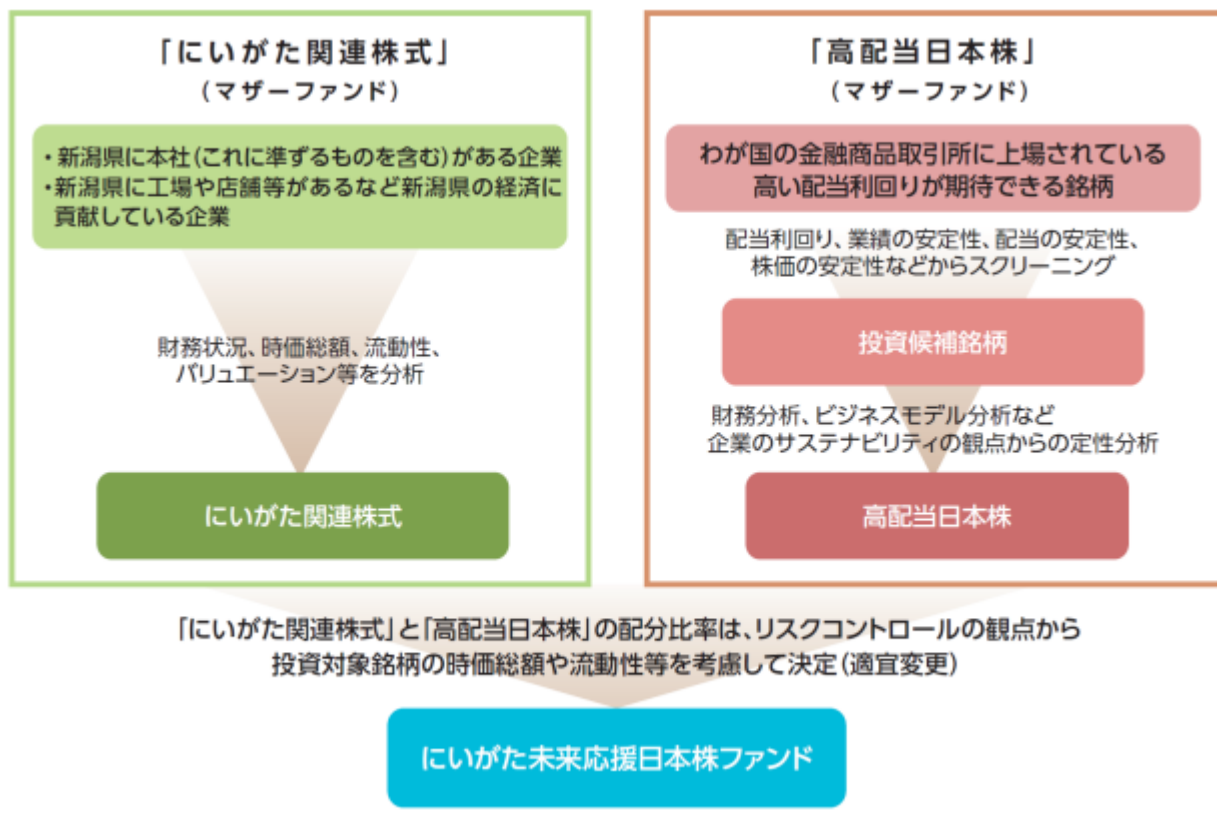 「にいがた関連株式」
(マザーファンド)
・新潟県に本社(これに準ずるものを含む)がある企業
・新潟県に工場や店舗等があるなど新潟県の経済に
貢献している企業
財務状況、時価総額、流動性、
バリュエーション等を分析
にいがた関連株式
「高配当日本株」
(マザーファンド)
わが国の金融商品取引所に上場されている
高い配当利回りが期待できる銘柄
配当利回り、業績の安定性、配当の安定性、
株価の安定性などからスクリーニング
投資候補銘柄
財務分析、ビジネスモデル分析など
企業のサステナビリティの観点からの定性分析
高配当日本株
「にいがた関連株式」と「高配当日本株」の配分比率は、リスクコントロールの観点から
投資対象銘柄の時価総額や流動性等を考慮して決定(適宜変更)
にいがた未来応援日本株ファンド